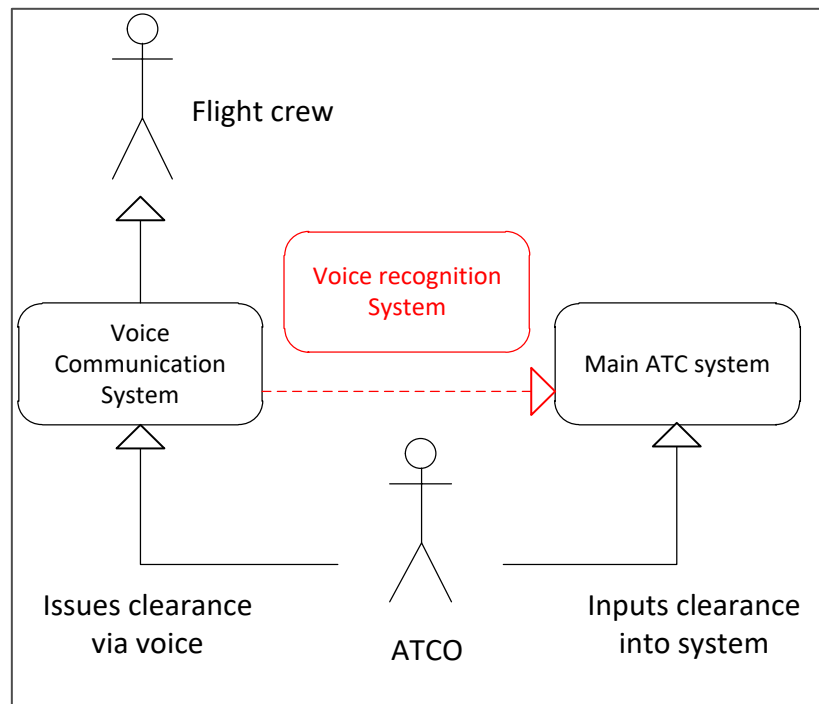 Flight crew
Voice recognition
System
Voice
Communication
System
Main ATC system
Issues clearance
via voice
ATCO
Inputs clearance
into system